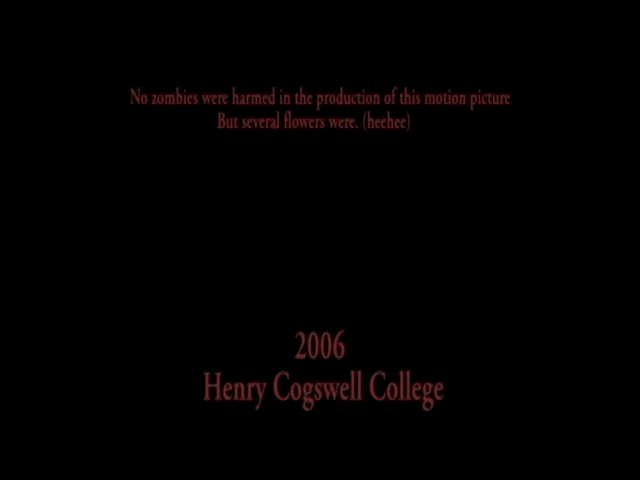 No zombies were harmed in the production of this motion picture
But several flowers were. (heehee)
2006
Henry Cogswell College